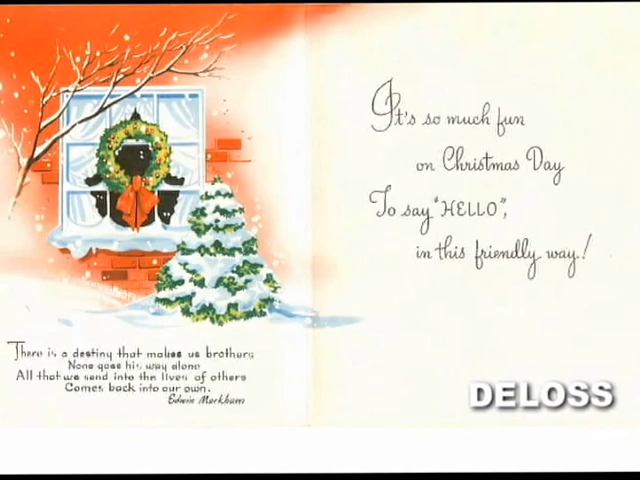 There is a destiny that makes us brothers
None goes his way alone
All that we send into the lives of others
Comes back into our own.
Edwin Markham
It's so much fun
on Christmas Day
To say "HELLO",
in this friendly way!
DELOSS